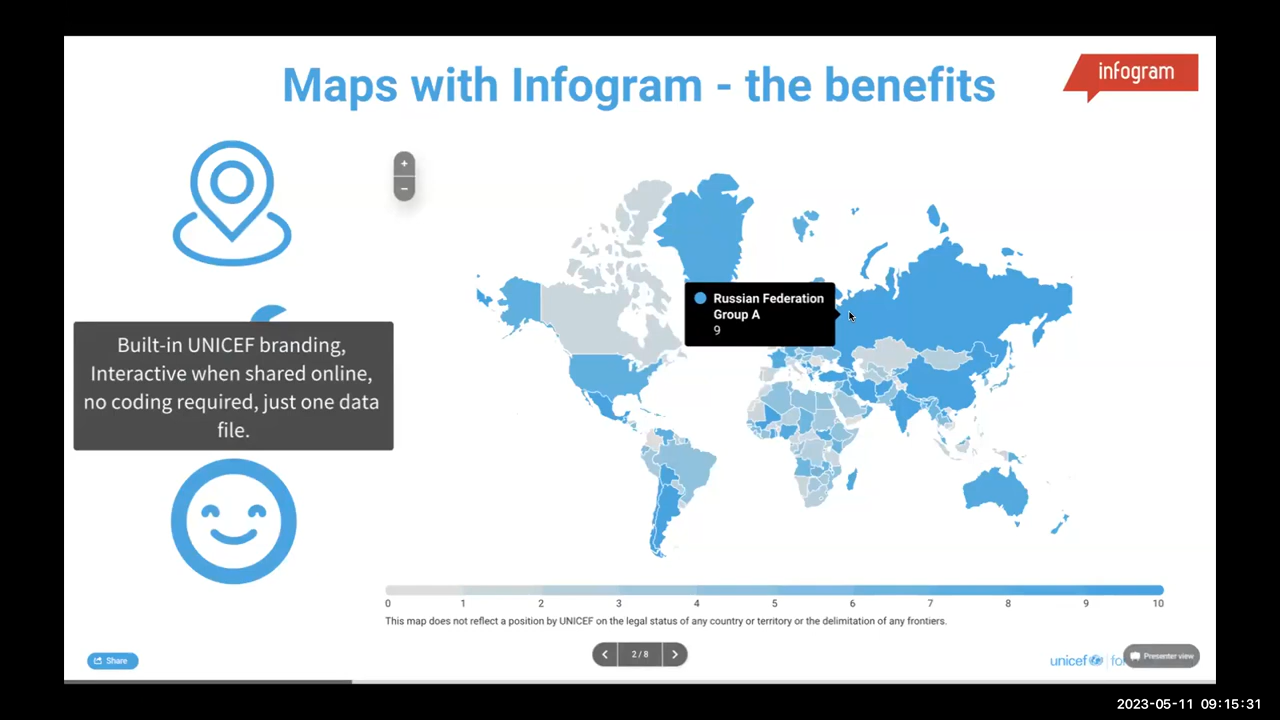 Maps with Infogram - the benefits
infogram
+
−
Russian Federation
Group A
9
Built-in UNICEF branding,
Interactive when shared online,
no coding required, just one data
file.
0 1 2 3 4 5 6 7 8 9 10
This map does not reflect a position by UNICEF on the legal status of any country or territory or the delimitation of any frontiers.
Share
2 / 8
unicef
Presenter view
2023-05-11 09:15:31